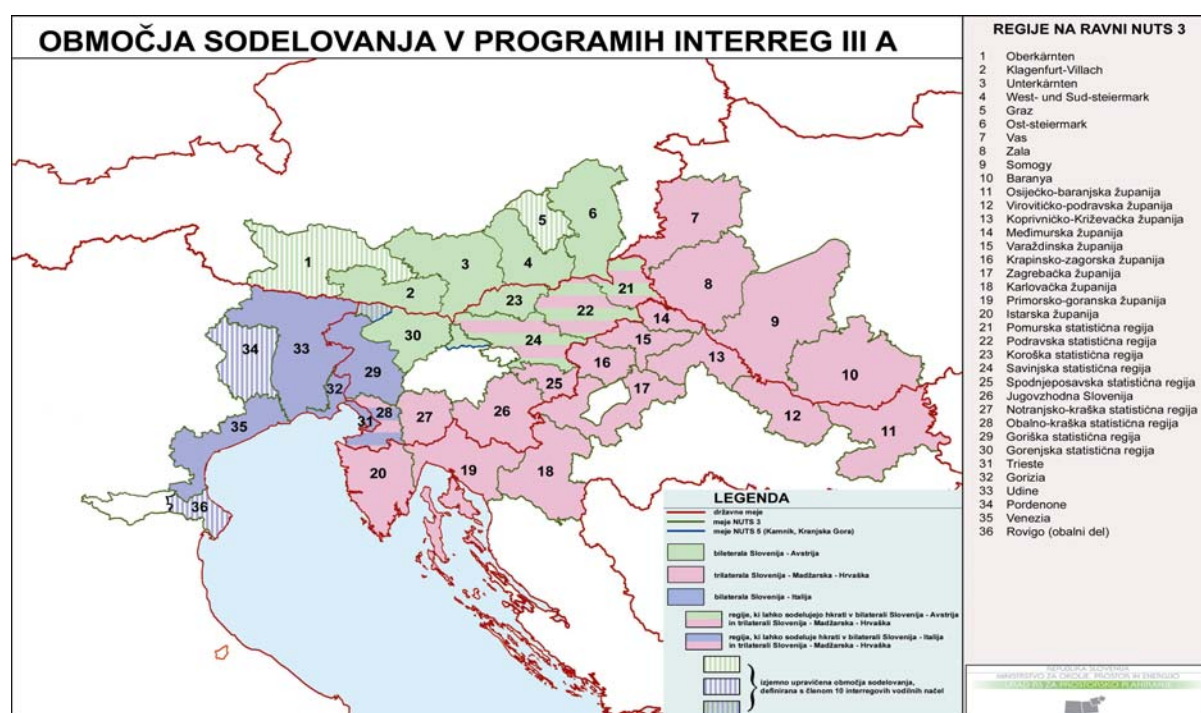 OBMOČJA SODELOVANJA V PROGRAMIH INTERREG III A
REGIJE NA RAVNI NUTS 3
1 Oberkärnten
2 Klagenfurt-Villach
3 Unterkärnten
4 West- und Sud-steiermark
5 Graz
6 Ost-steiermark
7 Vas
8 Zala
9 Somogy
10 Baranya
11 Osiječko-baranjska županija
12 Virovitičko-podravska županija
13 Koprivničko-Križevačka županija
14 Međimurska županija
15 Varaždinska županija
16 Krapinsko-zagorska županija
17 Zagrebačka županija
18 Karlovačka županija
19 Primorsko-goranska županija
20 Istarska županija
21 Pomurska statistična regija
22 Podravska statistična regija
23 Koroška statistična regija
24 Savinjska statistična regija
25 Spodnjeposavska statistična regija
26 Jugovzhodna Slovenija
27 Notranjsko-kraška statistična regija
28 Obalno-kraška statistična regija
29 Goriška statistična regija
30 Gorenjska statistična regija
31 Trieste
32 Gorizia
33 Udine
34 Pordenone
35 Venezia
36 Rovigo (obalni del)
1
2
3
4
5
6
7
8
9
10
11
12
13
14
15
16
17
18
19
20
21
22
23
24
25
26
27
28
29
30
31
32
33
34
35
36
LEGENDA
državne meje
meje NUTS 3
meje NUTS 5 (Kamnik, Kranjska Gora)
bilaterala Slovenija - Avstrija
trilaterala Slovenija - Madžarska - Hrvaška
bilaterala Slovenija - Italija
regije, ki lahko sodelujejo hkrati v bilaterali Slovenija - Avstrija
in trilaterali Slovenija - Madžarska - Hrvaška
regija, ki lahko sodeluje hkrati v bilaterali Slovenija - Italija
in trilaterali Slovenija - Madžarska - Hrvaška
izjemno upravičena območja sodelovanja,
definirana s členom 10 interregovih vodilnih načel
REPUBLIKA SLOVENIJA
MINISTRSTVO ZA OKOLJE, PROSTOR IN ENERGIJO
URAD RS ZA PROSTORSKO PLANIRANJE